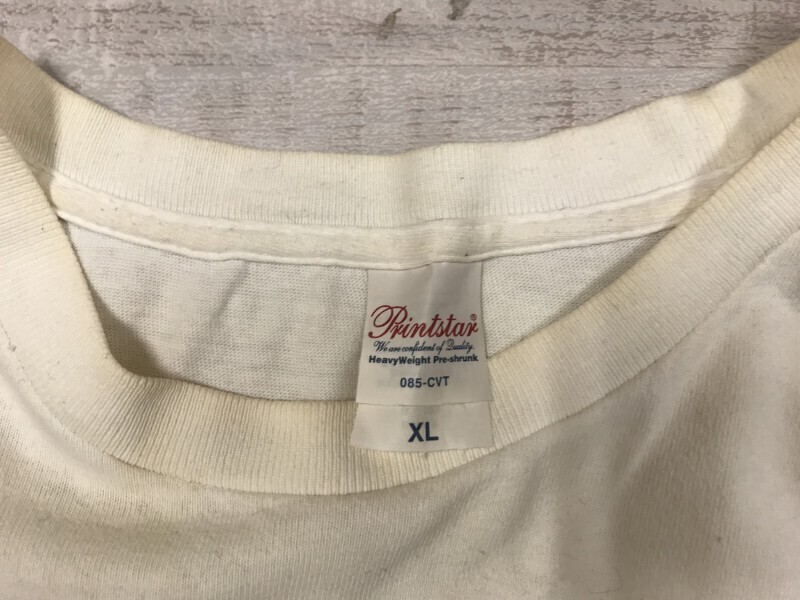 Printstar®
We are confident of Quality.
HeavyWeight Pre-shrunk
085-CVT
XL